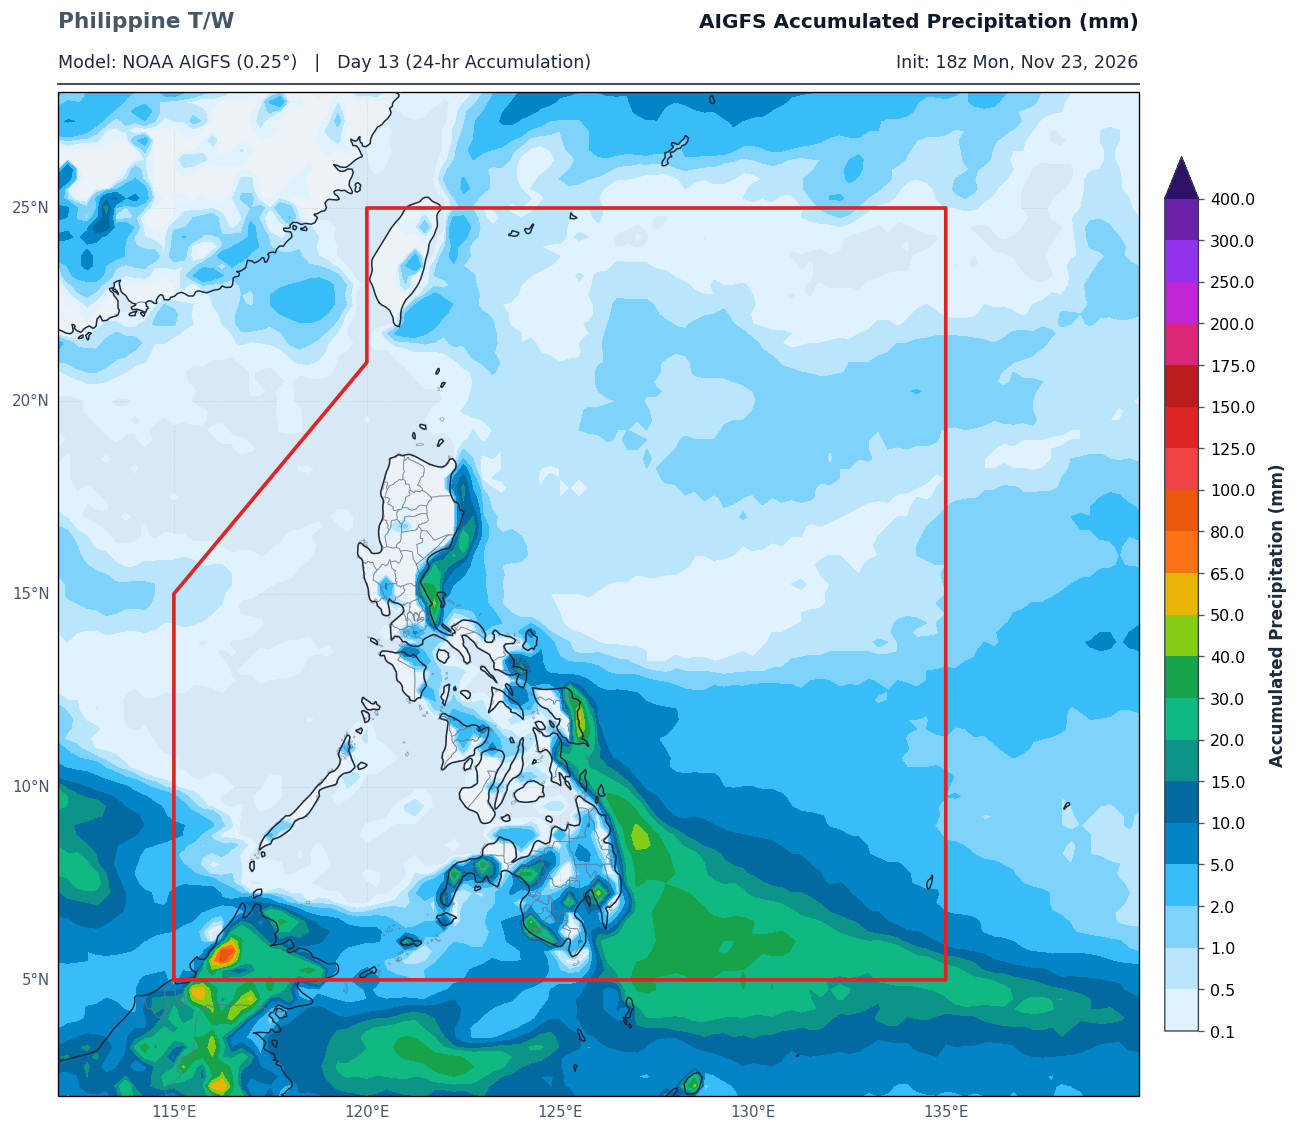 Philippine T/W
AIGFS Accumulated Precipitation (mm)
Model: NOAA AIGFS (0.25°)   |   Day 13 (24-hr Accumulation)
Init: 18z Mon, Nov 23, 2026
25°N
20°N
15°N
10°N
5°N
115°E
120°E
125°E
130°E
135°E
400.0
300.0
250.0
200.0
175.0
150.0
125.0
100.0
80.0
65.0
50.0
40.0
30.0
20.0
15.0
10.0
5.0
2.0
1.0
0.5
0.1
Accumulated Precipitation (mm)